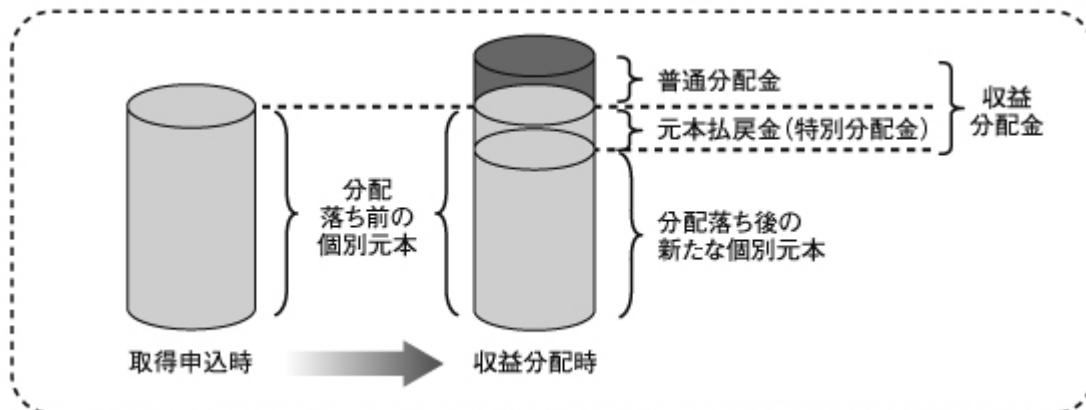 普通分配金
収益
分配金
元本払戻金(特別分配金)
分配
落ち前の
個別元本
分配落ち後の
新たな個別元本
取得申込時
収益分配時